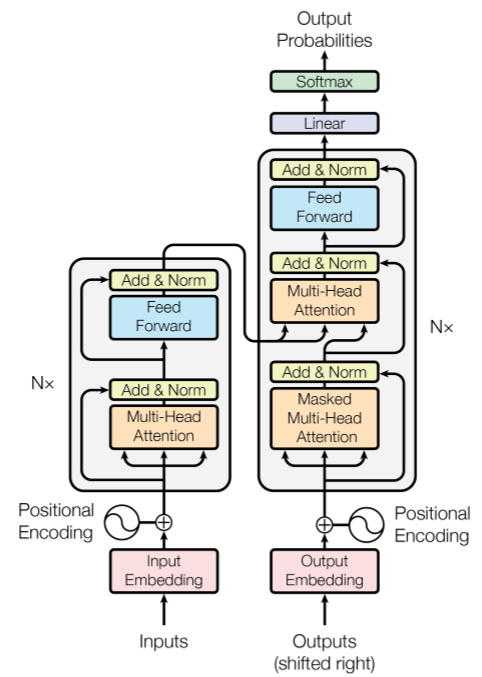 Output
Probabilities
Softmax
Linear
Add & Norm
Feed
Forward
Add & Norm
Multi-Head
Attention
Add & Norm
Masked
Multi-Head
Attention
N×
Add & Norm
Feed
Forward
N×
Add & Norm
Multi-Head
Attention
Positional
Encoding
Positional
Encoding
Input
Embedding
Output
Embedding
Inputs
Outputs
(shifted right)